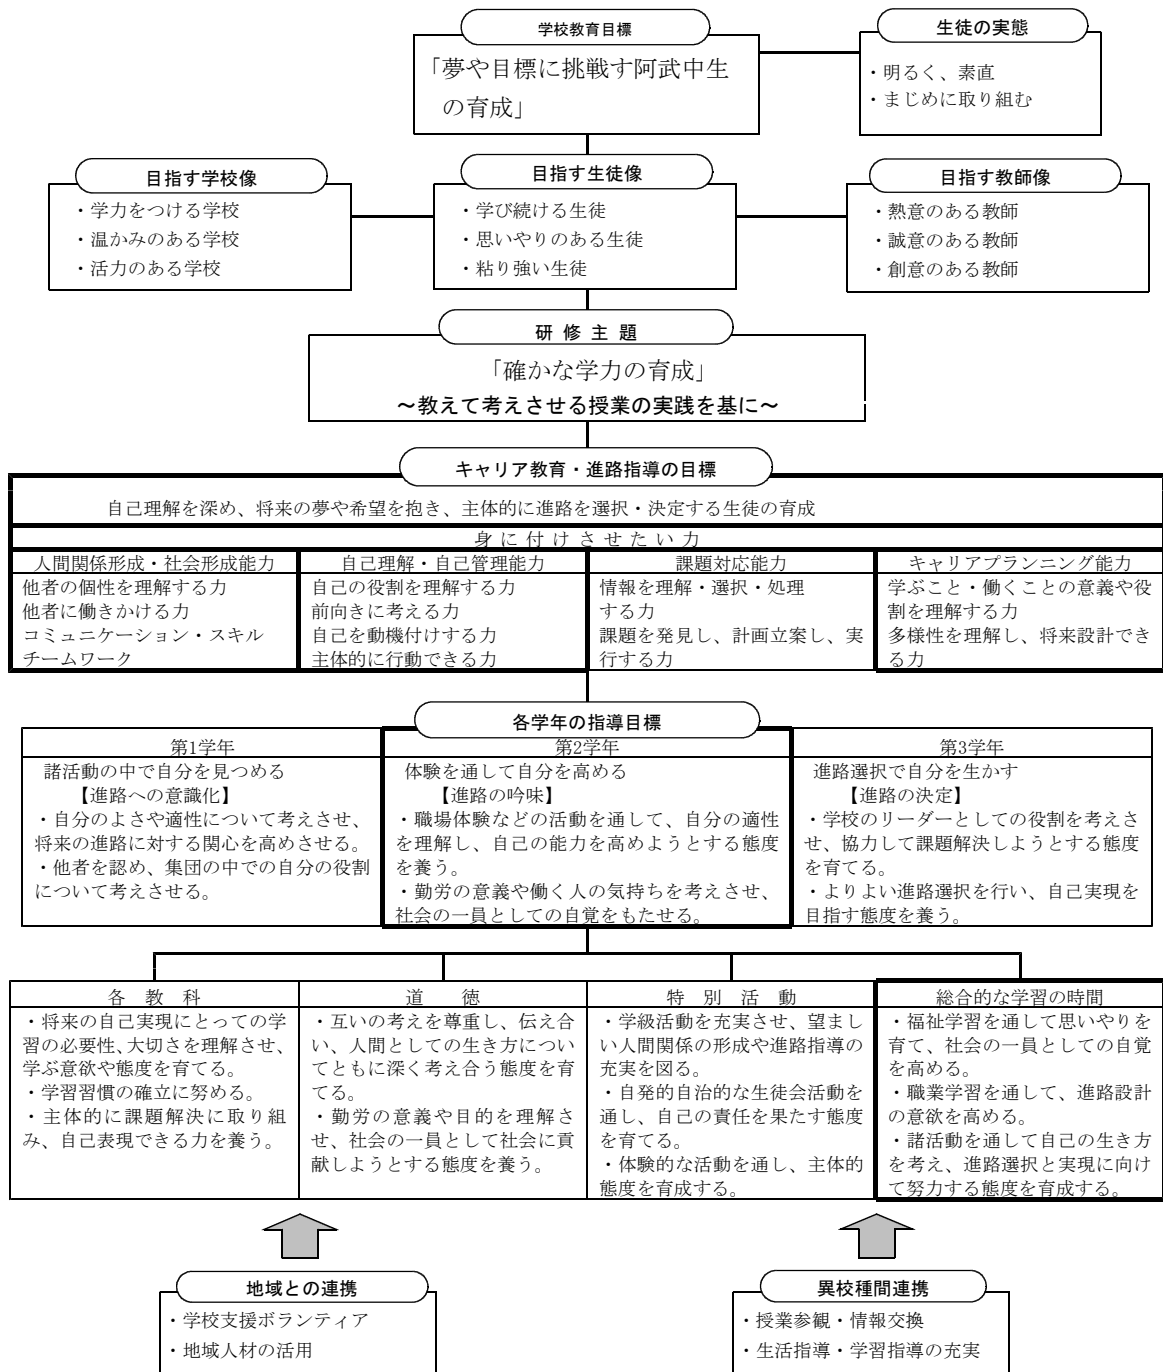 学校教育目標
「夢や目標に挑戦す阿武中生
の育成」
生徒の実態
・明るく、素直
・まじめに取り組む
目指す学校像
・学力をつける学校
・温かみのある学校
・活力のある学校
目指す生徒像
・学び続ける生徒
・思いやりのある生徒
・粘り強い生徒
目指す教師像
・熱意のある教師
・誠意のある教師
・創意のある教師
研 修 主 題
「確かな学力の育成」
～教えて考えさせる授業の実践を基に～
キャリア教育・進路指導の目標
自己理解を深め、将来の夢や希望を抱き、主体的に進路を選択・決定する生徒の育成
身 に 付 け さ せ た い 力
人間関係形成・社会形成能力
他者の個性を理解する力
他者に働きかける力
コミュニケーション・スキル
チームワーク
自己理解・自己管理能力
自己の役割を理解する力
前向きに考える力
自己を動機付けする力
主体的に行動できる力
課題対応能力
情報を理解・選択・処理
する力
課題を発見し、計画立案し、実
行する力
キャリアプランニング能力
学ぶこと・働くことの意義や役
割を理解する力
多様性を理解し、将来設計でき
る力
各学年の指導目標
第1学年
諸活動の中で自分を見つめる
【進路への意識化】
・自分のよさや適性について考えさせ、
将来の進路に対する関心を高めさせる。
・他者を認め、集団の中での自分の役割
について考えさせる。
第2学年
体験を通して自分を高める
【進路の吟味】
・職場体験などの活動を通して、自分の適性
を理解し、自己の能力を高めようとする態度
を養う。
・勤労の意義や働く人の気持ちを考えさせ、
社会の一員としての自覚をもたせる。
第3学年
進路選択で自分を生かす
【進路の決定】
・学校のリーダーとしての役割を考えさ
せ、協力して課題解決しようとする態度
を育てる。
・よりよい進路選択を行い、自己実現を
目指す態度を養う。
各 教 科
・将来の自己実現にとっての学
習の必要性、大切さを理解させ、
学ぶ意欲や態度を育てる。
・学習習慣の確立に努める。
・主体的に課題解決に取り組
み、自己表現できる力を養う。
道 徳
・互いの考えを尊重し、伝え合
い、人間としての生き方につい
てともに深く考え合う態度を育
てる。
・勤労の意義や目的を理解さ
せ、社会の一員として社会に貢
献しようとする態度を養う。
特 別 活 動
・学級活動を充実させ、望まし
い人間関係の形成や進路指導の
充実を図る。
・自発的自治的な生徒会活動を
通し、自己の責任を果たす態度
を育てる。
・体験的な活動を通し、主体的
態度を育成する。
総合的な学習の時間
・福祉学習を通して思いやりを
育て、社会の一員としての自覚
を高める。
・職業学習を通して、進路設計
の意欲を高める。
・諸活動を通して自己の生き方
を考え、進路選択と実現に向け
て努力する態度を育成する。
地域との連携
・学校支援ボランティア
・地域人材の活用
異校種間連携
・授業参観・情報交換
・生活指導・学習指導の充実